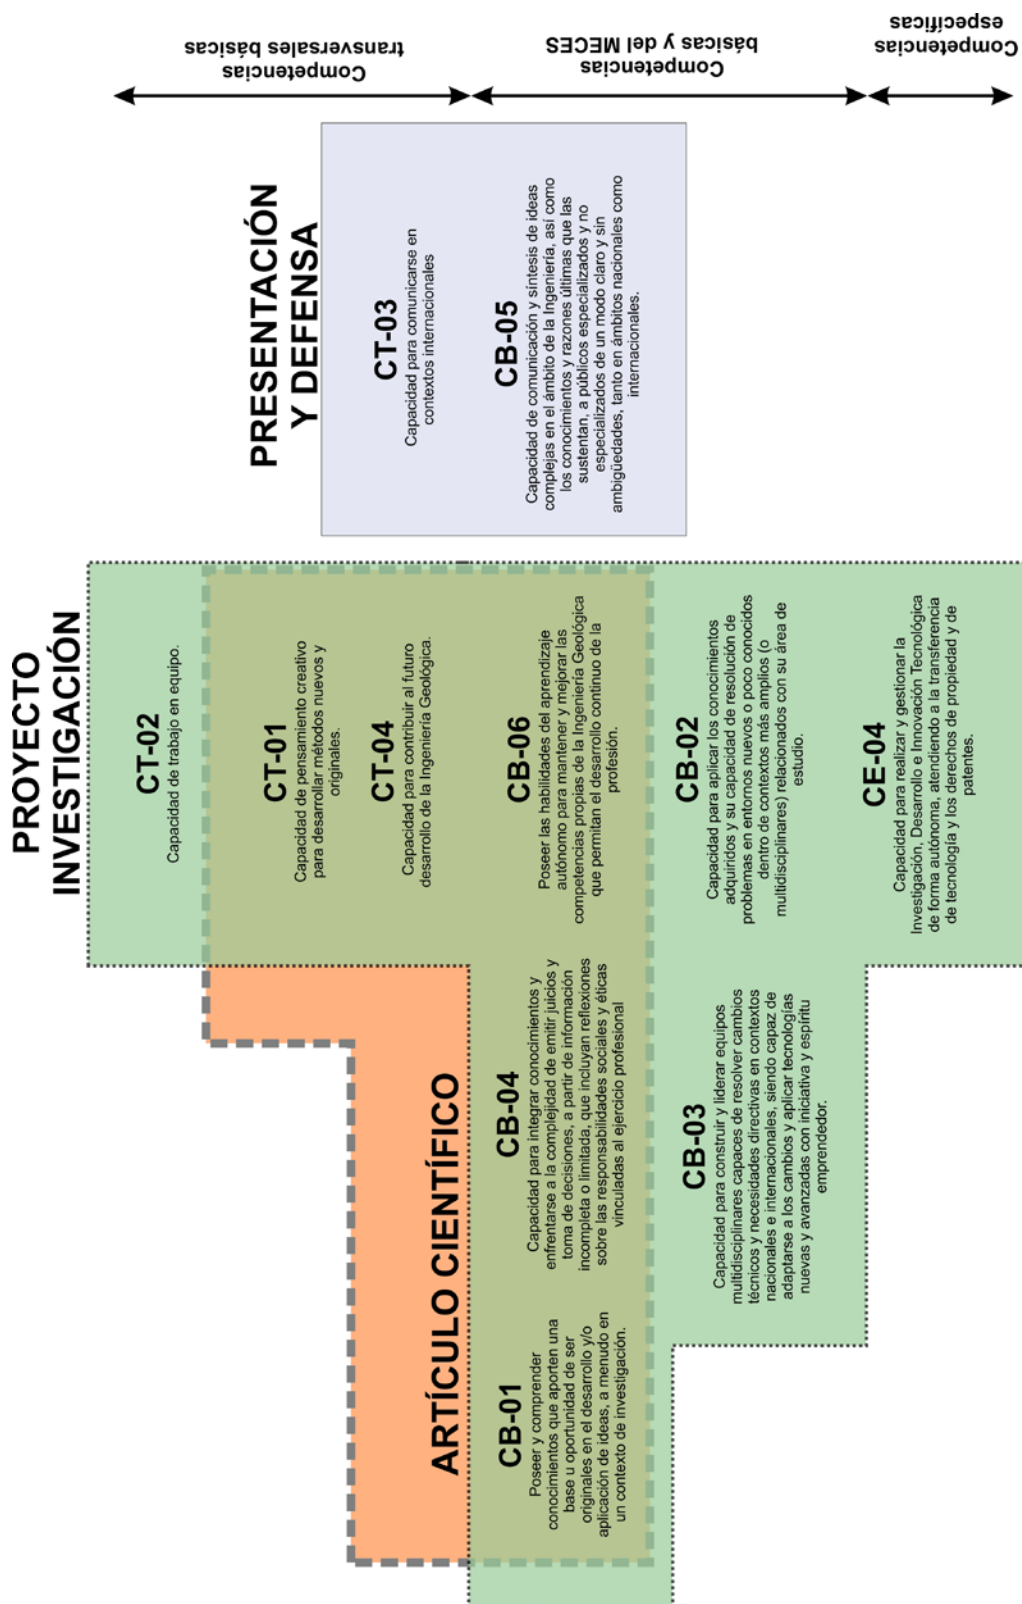 PROYECTO
INVESTIGACIÓN
PRESENTACIÓN
Y DEFENSA
CT-02
Capacidad de trabajo en equipo.
CT-01
Capacidad de pensamiento creativo
para desarrollar métodos nuevos y
originales.
CT-03
Capacidad para comunicarse en
contextos internacionales
CT-04
Capacidad para contribuir al futuro
desarrollo de la Ingeniería Geológica.
ARTÍCULO CIENTÍFICO
CB-01
Poseer y comprender
conocimientos que aporten una
base u oportunidad de ser
originales en el desarrollo y/o
aplicación de ideas, a menudo en
un contexto de investigación.
CB-04
Capacidad para integrar conocimientos y
enfrentarse a la complejidad de emitir juicios y
toma de decisiones, a partir de información
incompleta o limitada, que incluyan reflexiones
sobre las responsabilidades sociales y éticas
vinculadas al ejercicio profesional
CB-06
Poseer las habilidades del aprendizaje
autónomo para mantener y mejorar las
competencias propias de la Ingeniería Geológica
que permitan el desarrollo continuo de la
profesión.
CB-05
Capacidad de comunicación y síntesis de ideas
complejas en el ámbito de la Ingeniería, así como
los conocimientos y razones últimas que las
sustentan, a públicos especializados y no
especializados de un modo claro y sin
ambigüedades, tanto en ámbitos nacionales como
internacionales.
CB-03
Capacidad para construir y liderar equipos
multidisciplinares capaces de resolver cambios
técnicos y necesidades directivas en contextos
nacionales e internacionales, siendo capaz de
adaptarse a los cambios y aplicar tecnologías
nuevas y avanzadas con iniciativa y espíritu
emprendedor.
CB-02
Capacidad para aplicar los conocimientos
adquiridos y su capacidad de resolución de
problemas en entornos nuevos o poco conocidos
dentro de contextos más amplios (o
multidisciplinares) relacionados con su área de
estudio.
CE-04
Capacidad para realizar y gestionar la
Investigación, Desarrollo e Innovación Tecnológica
de forma autónoma, atendiendo a la transferencia
de tecnología y los derechos de propiedad y de
patentes.
Competencias
transversales básicas
Competencias
básicas y del MECES
Competencias
específicas